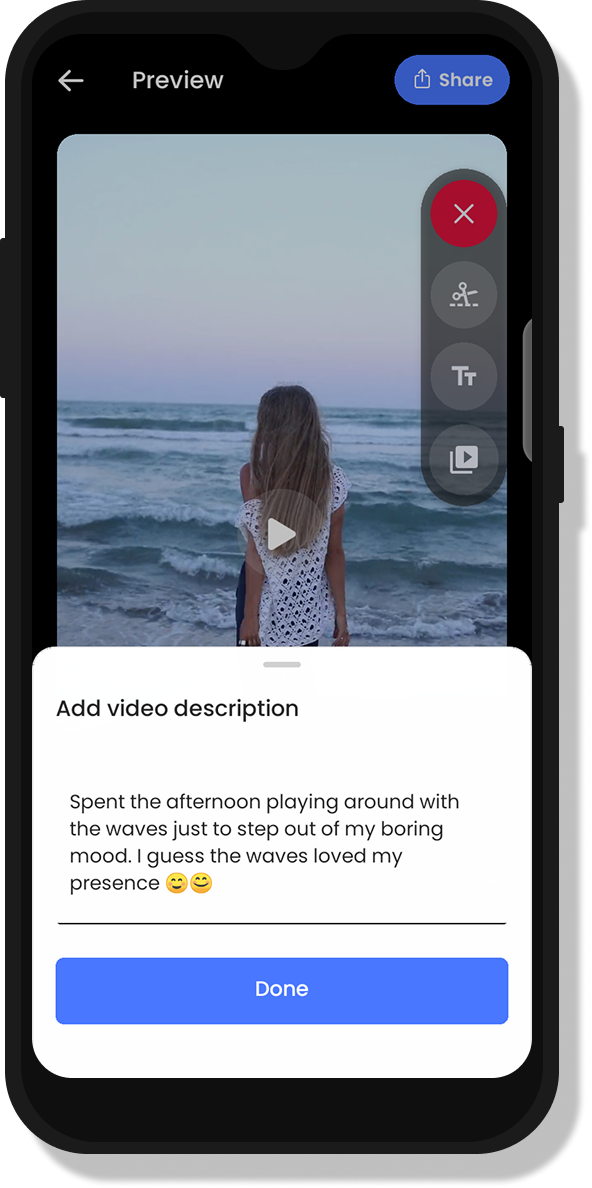 Preview
Share
Tт
Add video description
Spent the afternoon playing around with
the waves just to step out of my boring
mood. I guess the waves loved my
presence 😊😊
Done